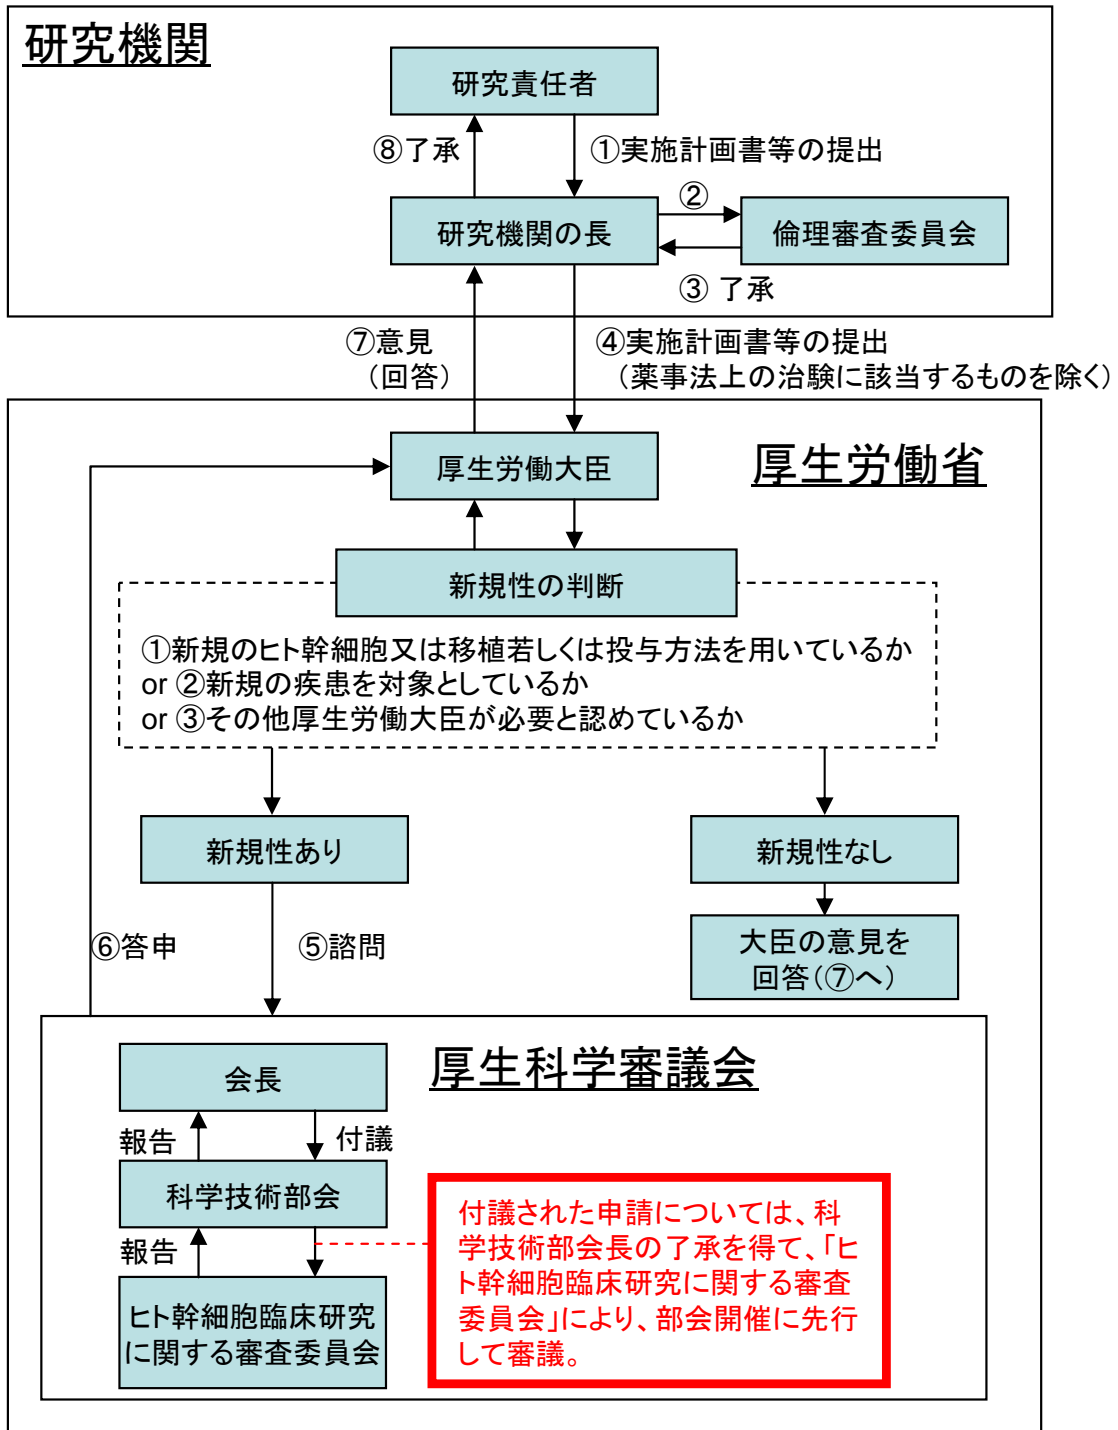 研究機関
研究責任者
⑧了承
①実施計画書等の提出
②
研究機関の長
倫理審査委員会
③ 了承
⑦意見
（回答）
④実施計画書等の提出
（薬事法上の治験に該当するものを除く）
厚生労働省
厚生労働大臣
新規性の判断
①新規のヒト幹細胞又は移植若しくは投与方法を用いているか
or ②新規の疾患を対象としているか
or ③その他厚生労働大臣が必要と認めているか
新規性あり
新規性なし
⑥答申
⑤諮問
大臣の意見を
回答（⑦へ）
厚生科学審議会
会長
報告
付議
科学技術部会
報告
ヒト幹細胞臨床研究
に関する審査委員会
付議された申請については、科
学技術部会長の了承を得て、「ヒ
ト幹細胞臨床研究に関する審査
委員会」により、部会開催に先行
して審議。